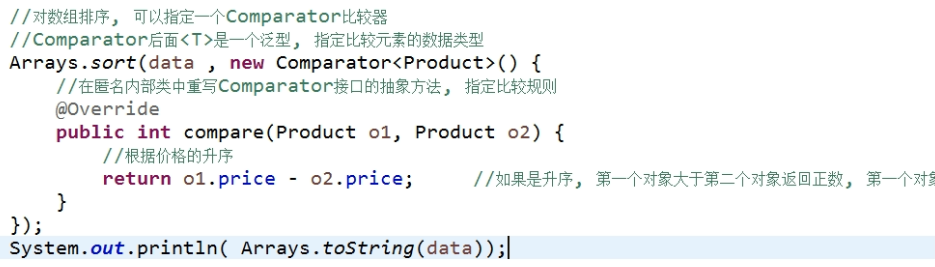 //对数组排序, 可以指定一个Comparator比较器
//Comparator后面<T>是一个泛型, 指定比较元素的数据类型
Arrays.sort(data , new Comparator<Product>() {
    //在匿名内部类中重写Comparator接口的抽象方法, 指定比较规则
    @Override
    public int compare(Product o1, Product o2) {
        //根据价格的升序
        return o1.price - o2.price;     //如果是升序, 第一个对象大于第二个对象返回正数, 第一个对
    }
});
System.out.println( Arrays.toString(data));